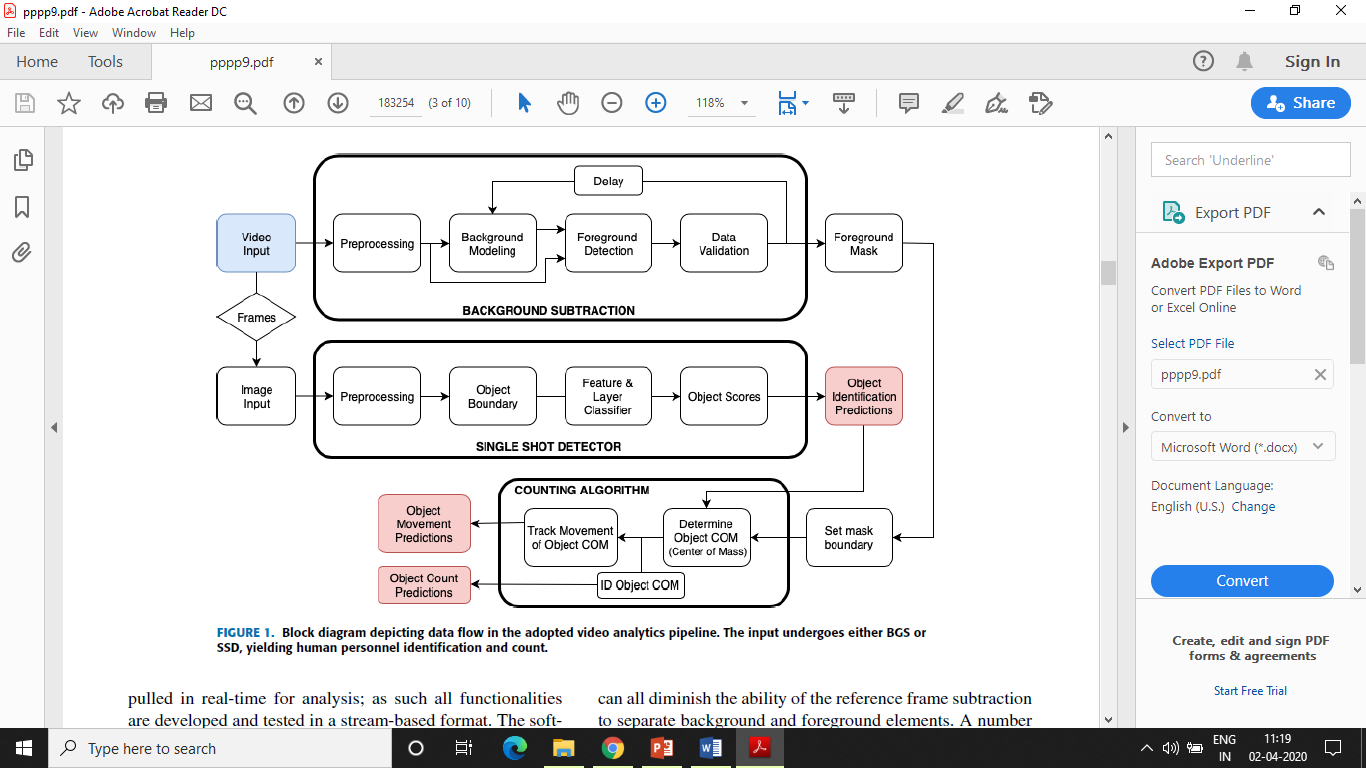 pppp9.pdf - Adobe Acrobat Reader DC
File Edit View Window Help
Home Tools pppp9.pdf × Sign In
183254 (3 of 10) 118% Share
Delay
Video
Input
Preprocessing
Background
Modeling
Foreground
Detection
Data
Validation
Foreground
Mask
BACKGROUND SUBTRACTION
Frames
Image
Input
Preprocessing
Object
Boundary
Feature &
Layer
Classifier
Object Scores
Object
Identification
Predictions
SINGLE SHOT DETECTOR
COUNTING ALGORITHM
Object
Movement
Predictions
Track Movement
of Object COM
Determine
Object COM
(Center of Mass)
Set mask
boundary
Object Count
Predictions
ID Object COM
FIGURE 1. Block diagram depicting data flow in the adopted video analytics pipeline. The input undergoes either BGS or
SSD, yielding human personnel identification and count.
pulled in real-time for analysis; as such all functionalities
are developed and tested in a stream-based format. The soft-
can all diminish the ability of the reference frame subtraction
to separate background and foreground elements. A number
Search 'Underline'
Export PDF
Adobe Export PDF
Convert PDF Files to Word
or Excel Online
Select PDF File
pppp9.pdf
Convert to
Microsoft Word (*.docx)
Document Language:
English (U.S.) Change
Convert
Create, edit and sign PDF
forms & agreements
Start Free Trial
Type here to search
ENG
IN
11:19
02-04-2020